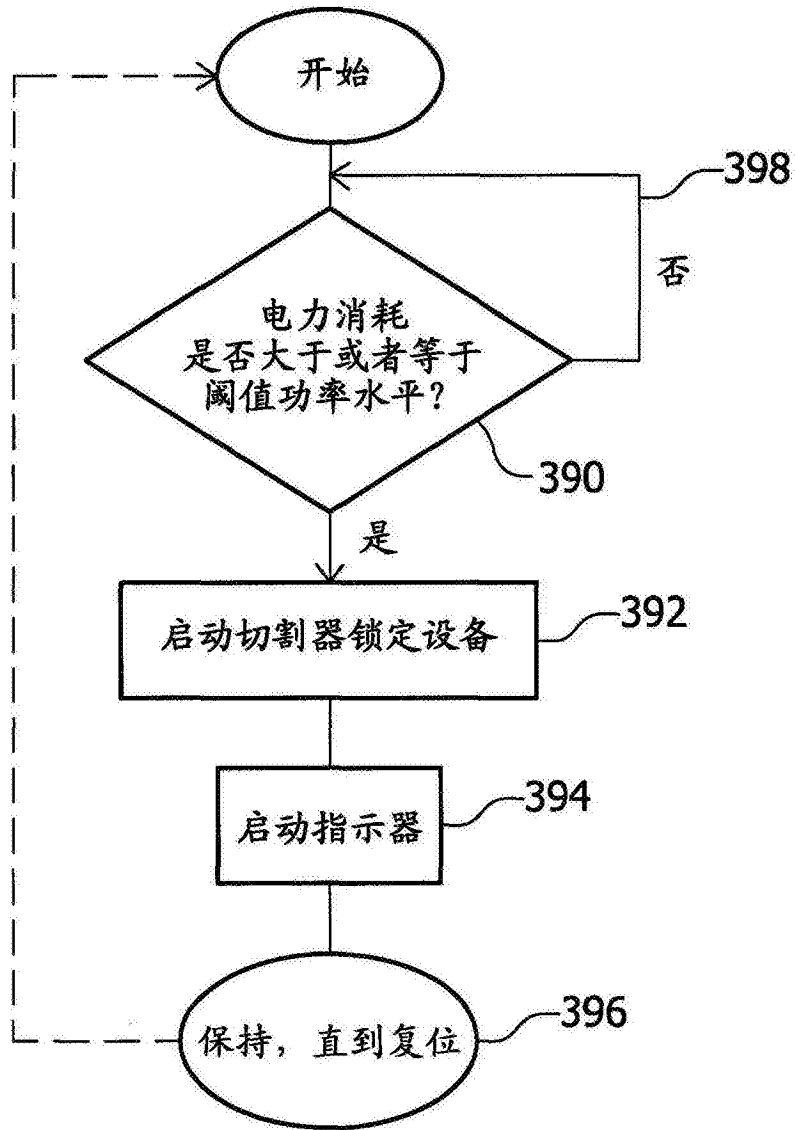 开始
398
否
电力消耗
是否大于或者等于
阈值功率水平?
390
是
启动切割器锁定设备
392
启动指示器
394
保持，直到复位
396